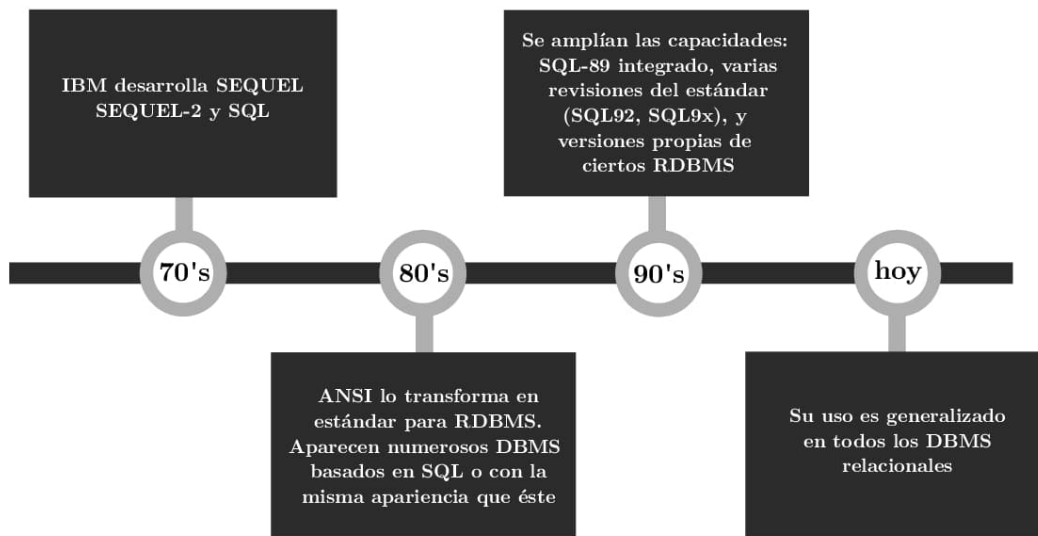 IBM desarrolla SEQUEL
SEQUEL-2 y SQL
Se amplían las capacidades:
SQL-89 integrado, varias
revisiones del estándar
(SQL92, SQL9x), y
versiones propias de
ciertos RDBMS
70's
80's
90's
hoy
ANSI lo transforma en
estándar para RDBMS.
Aparecen numerosos DBMS
basados en SQL o con la
misma apariencia que éste
Su uso es generalizado
en todos los DBMS
relacionales